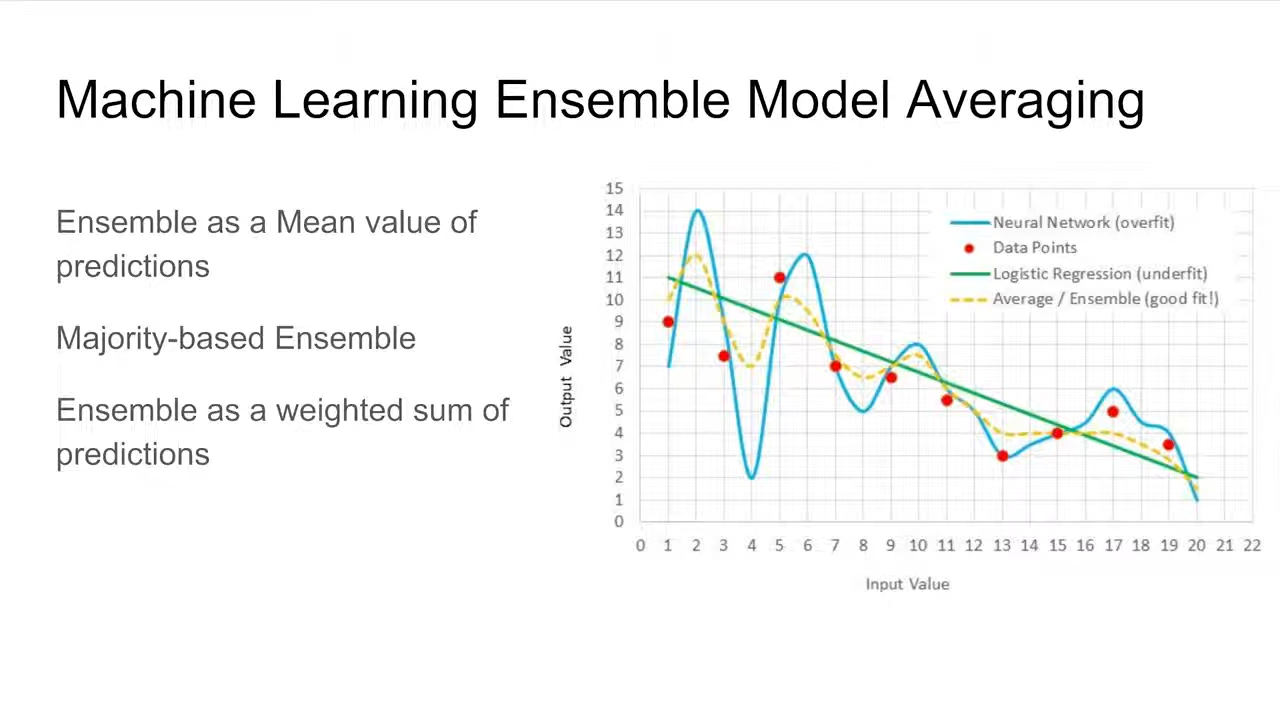 Machine Learning Ensemble Model Averaging
Ensemble as a Mean value of
predictions
Majority-based Ensemble
Ensemble as a weighted sum of
predictions
15
14
13
12
11
10
9
8
7
6
5
4
3
2
1
0
Output Value
Neural Network (overfit)
Data Points
Logistic Regression (underfit)
Average / Ensemble (good fit!)
0 1 2 3 4 5 6 7 8 9 10 11 12 13 14 15 16 17 18 19 20 21 22
Input Value